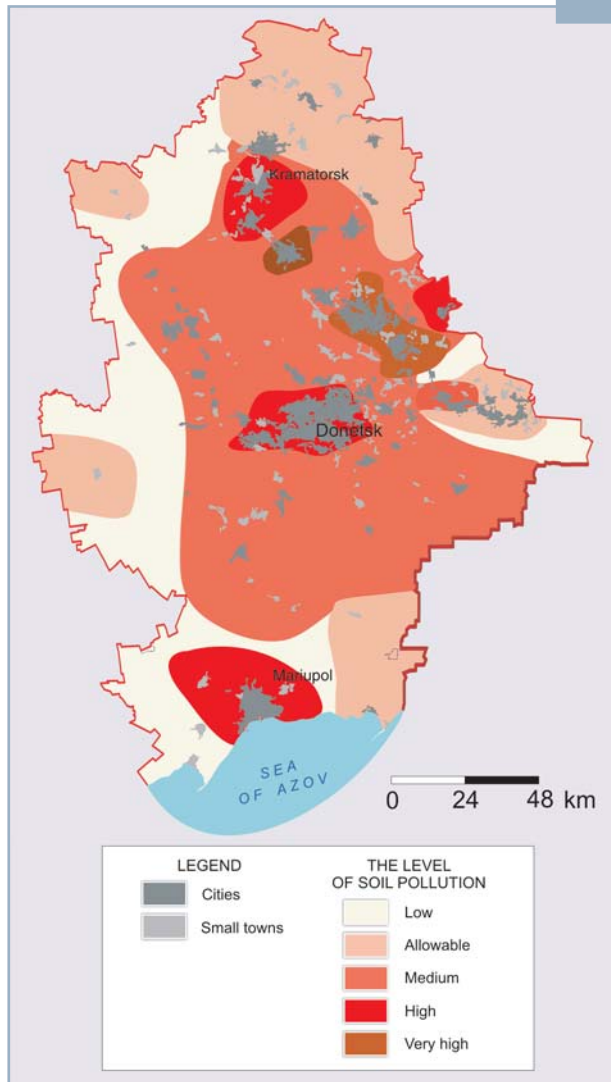 Kramatorsk
Donetsk
Mariupol
SEA
OF AZOV
0 24 48 km
LEGEND
Cities
Small towns
THE LEVEL
OF SOIL POLLUTION
Low
Allowable
Medium
High
Very high